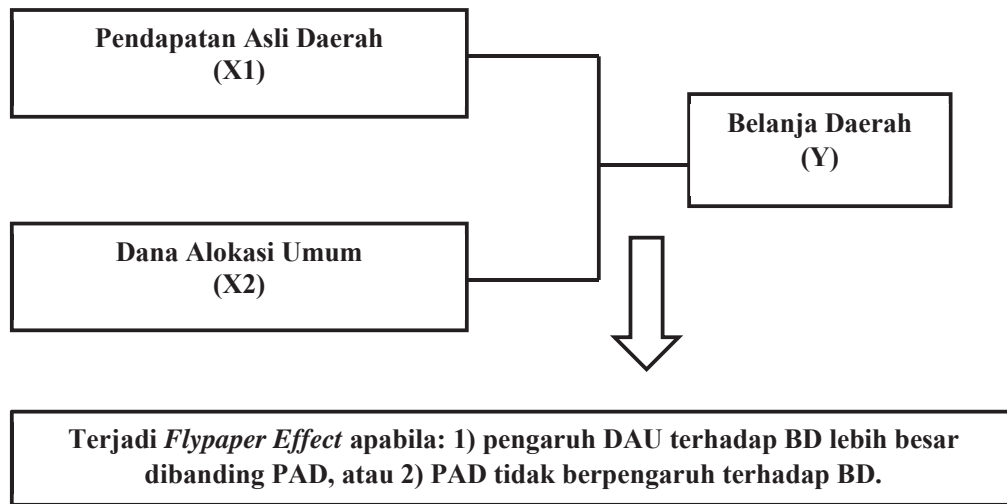 Pendapatan Asli Daerah
(X1)
Belanja Daerah
(Y)
Dana Alokasi Umum
(X2)
Terjadi Flypaper Effect apabila: 1) pengaruh DAU terhadap BD lebih besar
dibanding PAD, atau 2) PAD tidak berpengaruh terhadap BD.